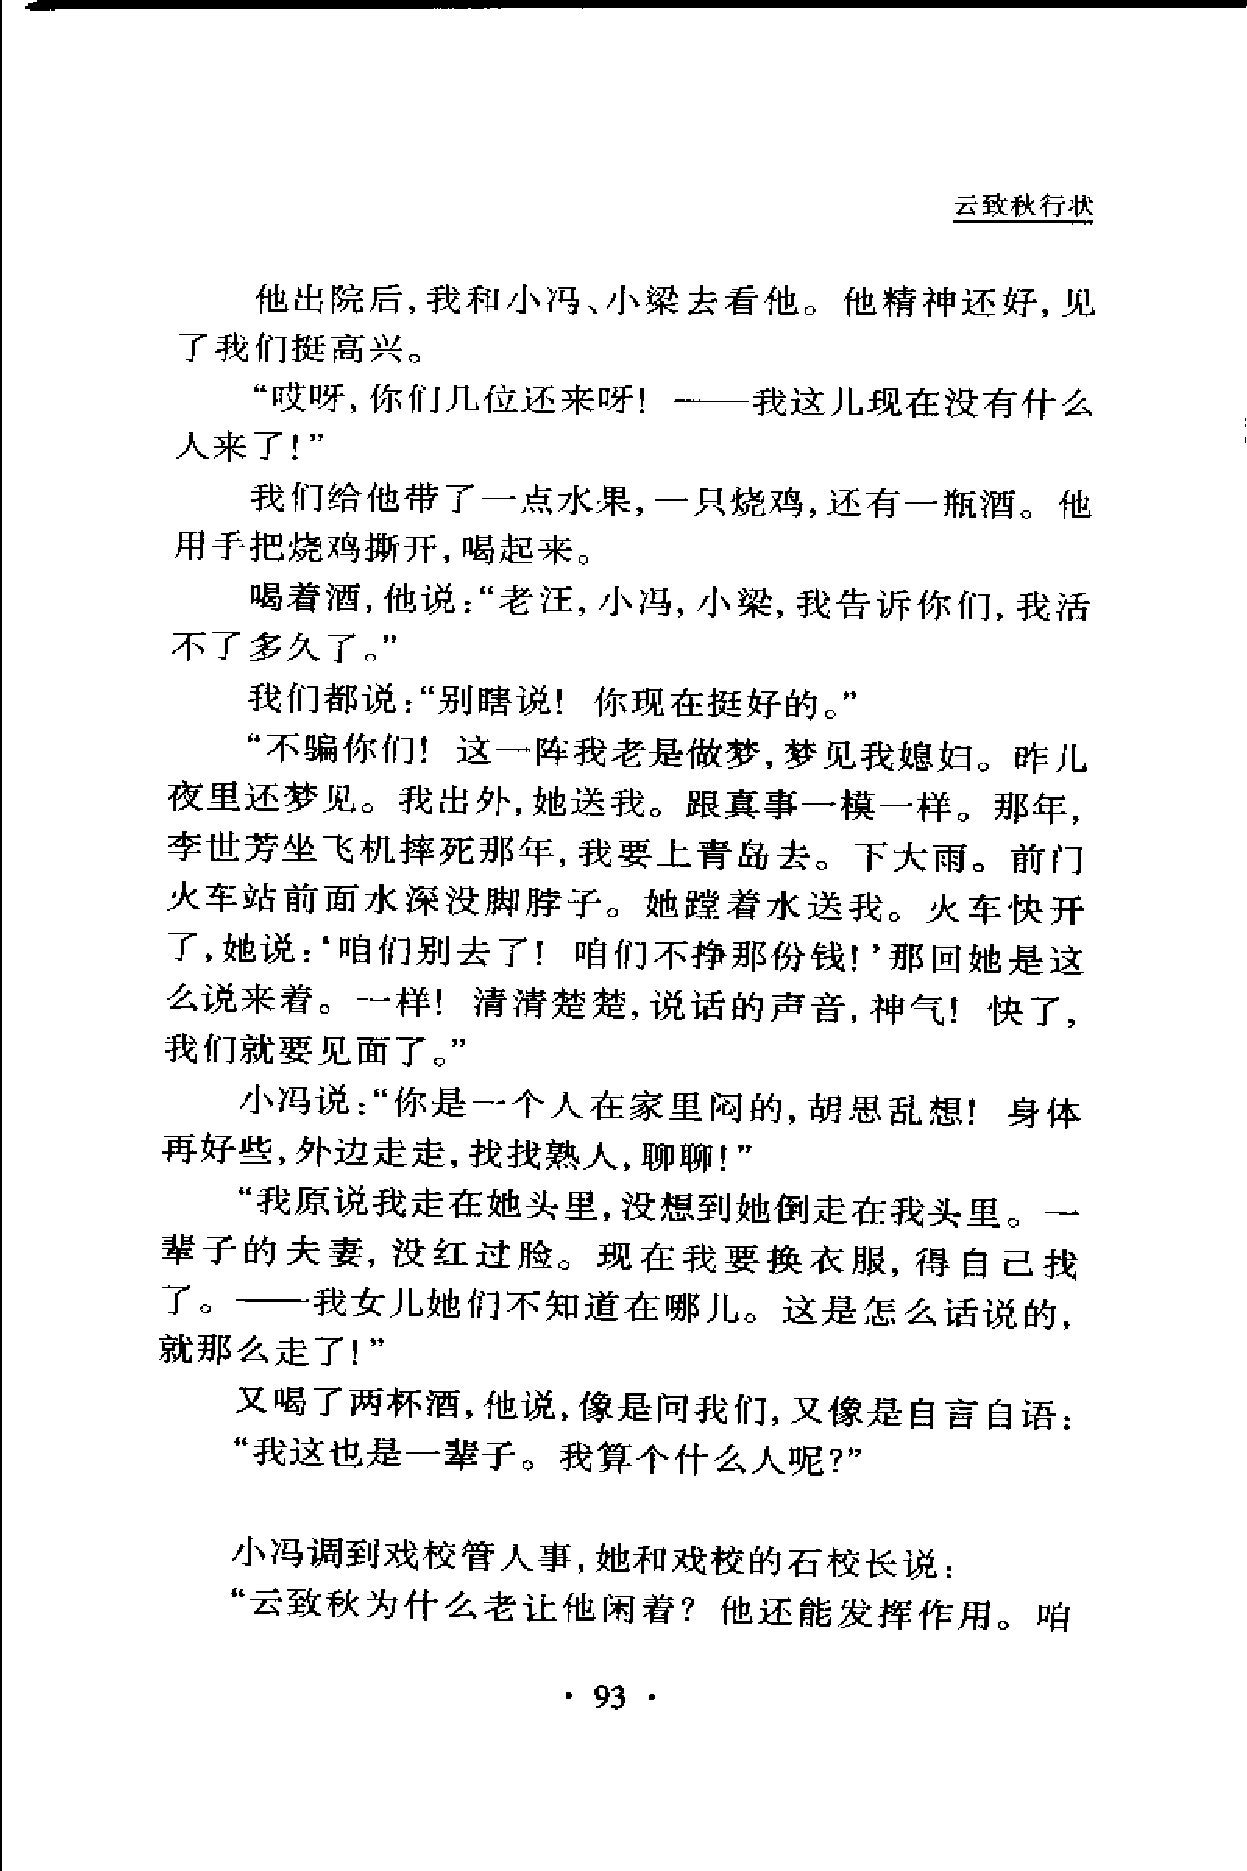 云致秋行状
他出院后,我和小冯、小梁去看他。他精神还好,见
了我们挺高兴。
“哎呀,你们几位还来呀! ——我这儿现在没有什么
人来了!”
我们给他带了一点水果,一只烧鸡,还有一瓶酒。他
用手把烧鸡撕开,喝起来。
喝着酒,他说:“老汪,小冯,小梁,我告诉你们,我活
不了多久了。”
我们都说:“别瞎说! 你现在挺好的。”
“不骗你们! 这一阵我老是做梦,梦见我媳妇。昨儿
夜里还梦见。我出外,她送我。跟真事一模一样。那年,
李世芳坐飞机摔死那年,我要上青岛去。下大雨。前门
火车站前面水深没脚脖子。她蹚着水送我。火车快开
了,她说:‘咱们别去了! 咱们不挣那份钱!’那回她是这
么说来着。一样! 清清楚楚,说话的声音,神气! 快了,
我们就要见面了。”
小冯说:“你是一个人在家里闷的,胡思乱想! 身体
再好些,外边走走,找找熟人,聊聊!”
“我原说我走在她头里,没想到她倒走在我头里。一
辈子的夫妻,没红过脸。现在我要换衣服,得自己找
了。——我女儿她们不知道在哪儿。这是怎么话说的,
就那么走了!”
又喝了两杯酒,他说,像是问我们,又像是自言自语:
“我这也是一辈子。我算个什么人呢?”
小冯调到戏校管人事,她和戏校的石校长说:
“云致秋为什么老让他闲着? 他还能发挥作用。咱
· 93 ·